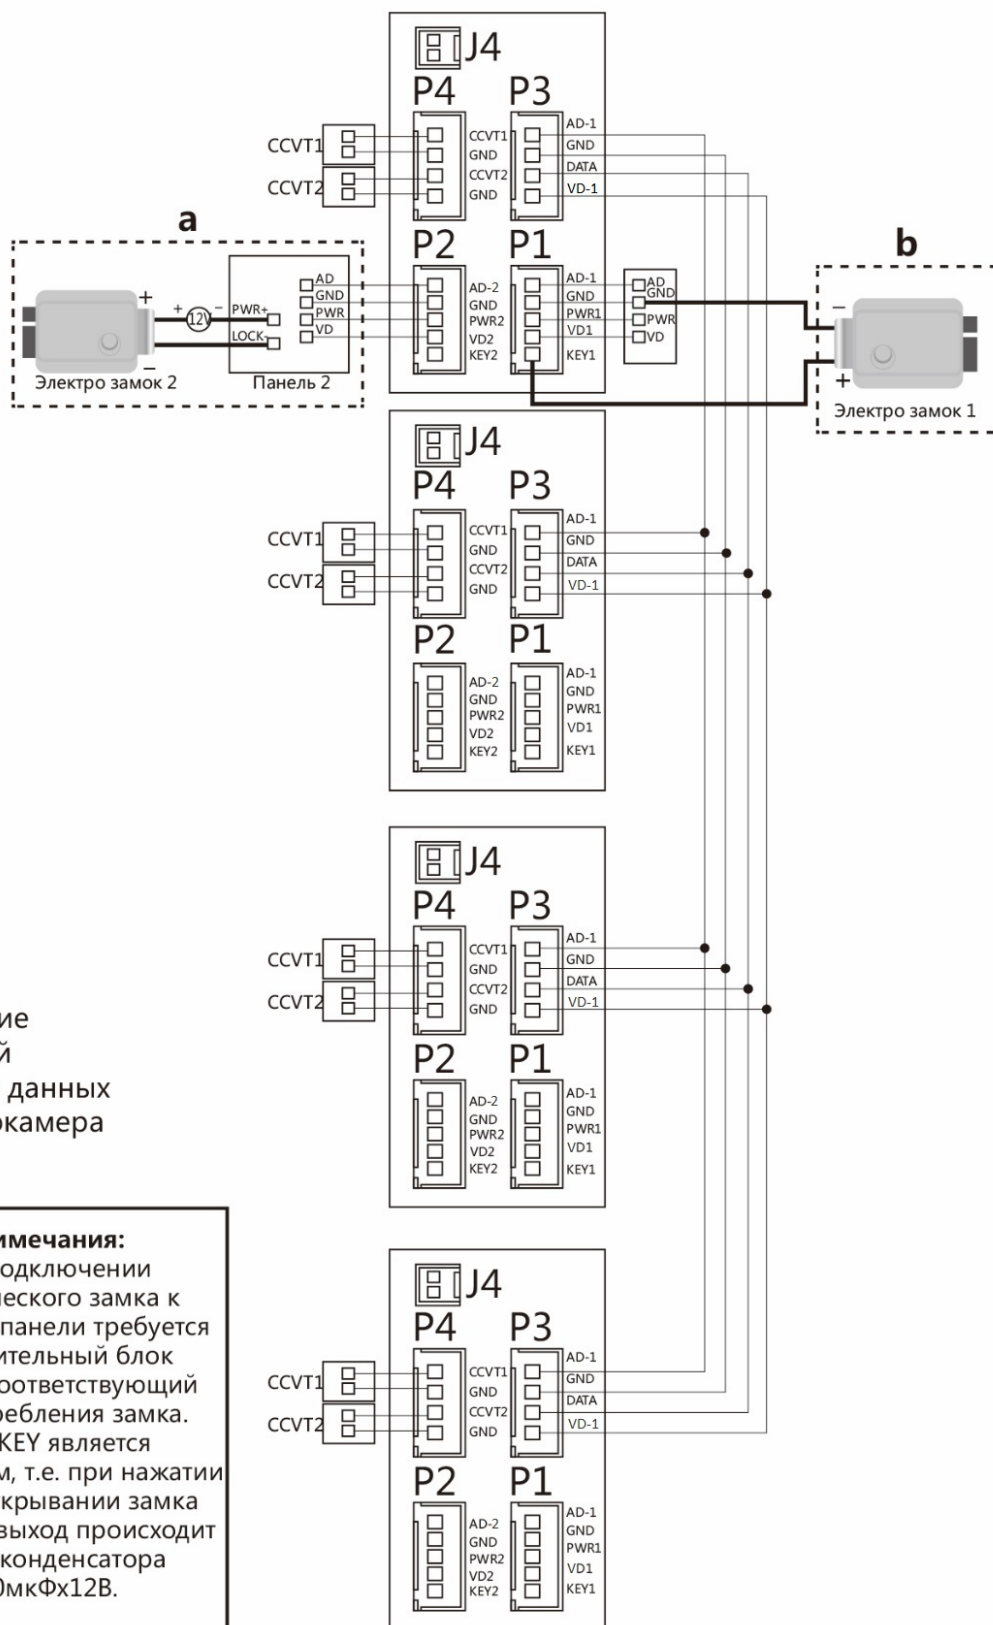 J4
P4 P3
CCVT1
CCVT2
CCVT1
GND
CCVT2
GND
AD-1
GND
DATA
VD-1
a
P2 P1
b
+
−
+ 12V −
PWR+
LOCK-
AD
GND
PWR
VD
Электро замок 2
Панель 2
AD-2
GND
PWR2
VD2
KEY2
AD-1
GND
PWR1
VD1
KEY1
AD
GND
PWR
VD
−
+
Электро замок 1
J4
P4 P3
CCVT1
CCVT2
CCVT1
GND
CCVT2
GND
AD-1
GND
DATA
VD-1
P2 P1
AD-2
GND
PWR2
VD2
KEY2
AD-1
GND
PWR1
VD1
KEY1
J4
P4 P3
CCVT1
CCVT2
CCVT1
GND
CCVT2
GND
AD-1
GND
DATA
VD-1
P2 P1
AD-2
GND
PWR2
VD2
KEY2
AD-1
GND
PWR1
VD1
KEY1
ие
й
данных
окамера
имечания:
одключении
еского замка к
панели требуется
ительный блок
оответствующий
ребления замка.
KEY является
м, т.е. при нажатии
крывании замка
выход происходит
конденсатора
0мкФx12В.
J4
P4 P3
CCVT1
CCVT2
CCVT1
GND
CCVT2
GND
AD-1
GND
DATA
VD-1
P2 P1
AD-2
GND
PWR2
VD2
KEY2
AD-1
GND
PWR1
VD1
KEY1